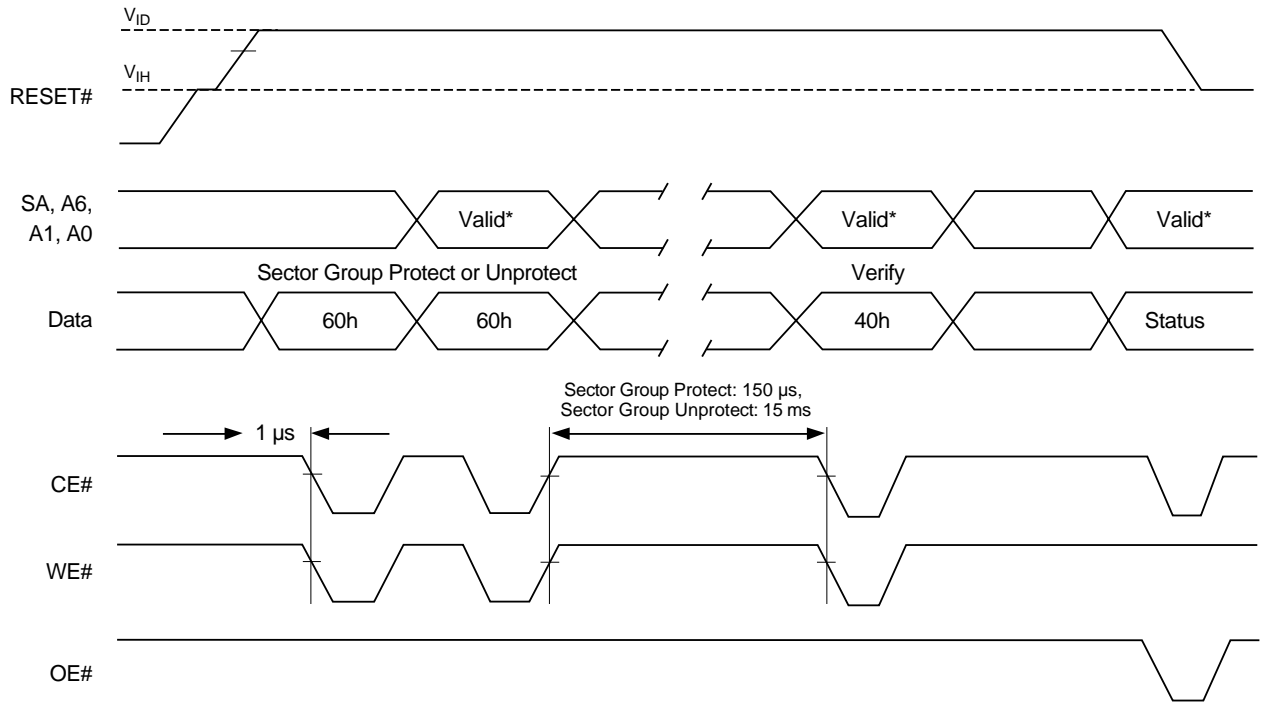 VID
VIH
RESET#
SA, A6,
A1, A0
Valid*
Valid*
Valid*
Sector Group Protect or Unprotect
Verify
Data
60h
60h
40h
Status
Sector Group Protect: 150 µs,
Sector Group Unprotect: 15 ms
1 µs
CE#
WE#
OE#